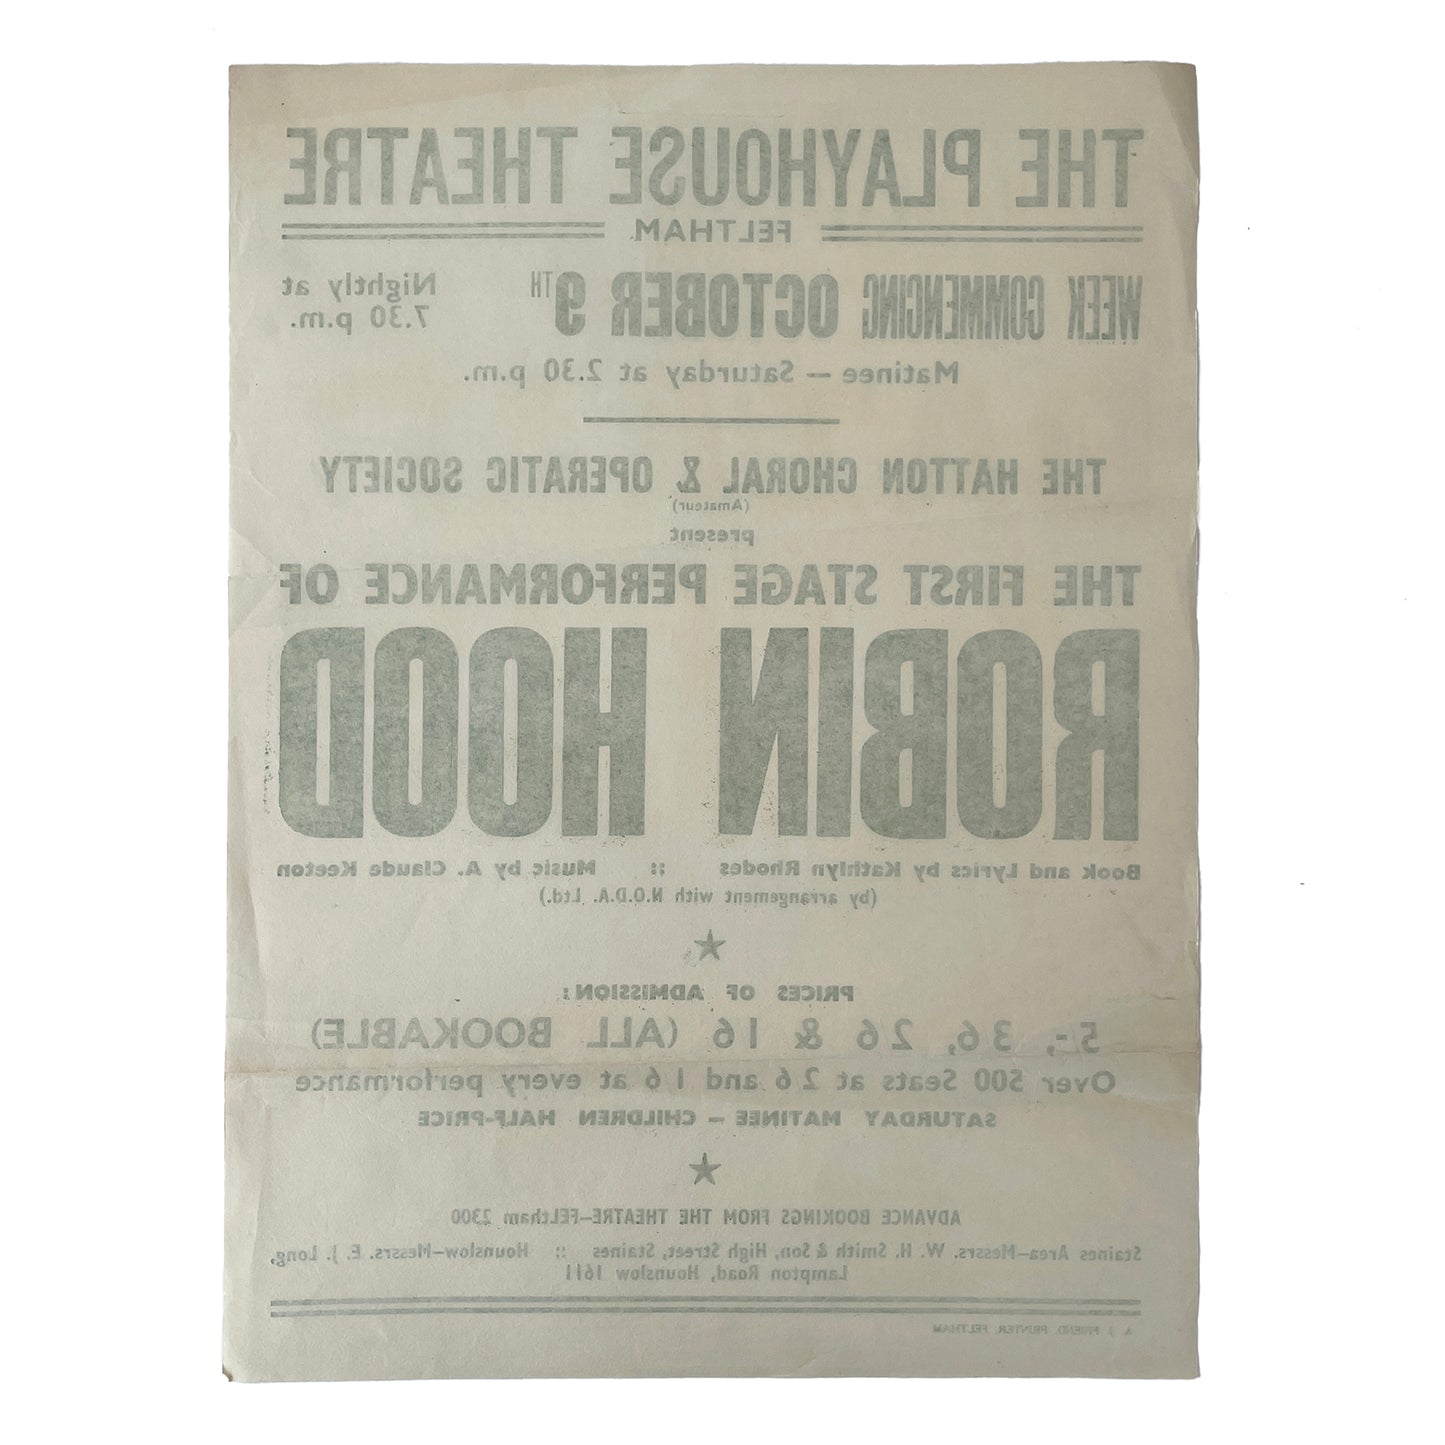 THE PLAYHOUSE THEATRE
FELTHAM
WEEK COMMENCING OCTOBER 9TH Nightly at 7.30 p.m.
Matinee — Saturday at 2.30 p.m.
THE HATTON CHORAL & OPERATIC SOCIETY
(Amateur)
present
THE FIRST STAGE PERFORMANCE OF
ROBIN HOOD
Book and Lyrics by Kathlyn Rhodes :: Music by A. Claude Keeton
(by arrangement with N.O.D.A. Ltd.)
PRICES OF ADMISSION:
5/-, 3/6, 2/6 & 1/6 (ALL BOOKABLE)
Over 500 Seats at 2/6 and 1/6 at every performance
SATURDAY MATINEE — CHILDREN HALF-PRICE
ADVANCE BOOKINGS FROM THE THEATRE—FELtham 2300
Staines Area—Messrs. W. H. Smith & Son, High Street, Staines :: Hounslow—Messrs. E. J. Long,
Lampton Road, Hounslow 1611
A. J. FRIEND, PRINTER, FELTHAM